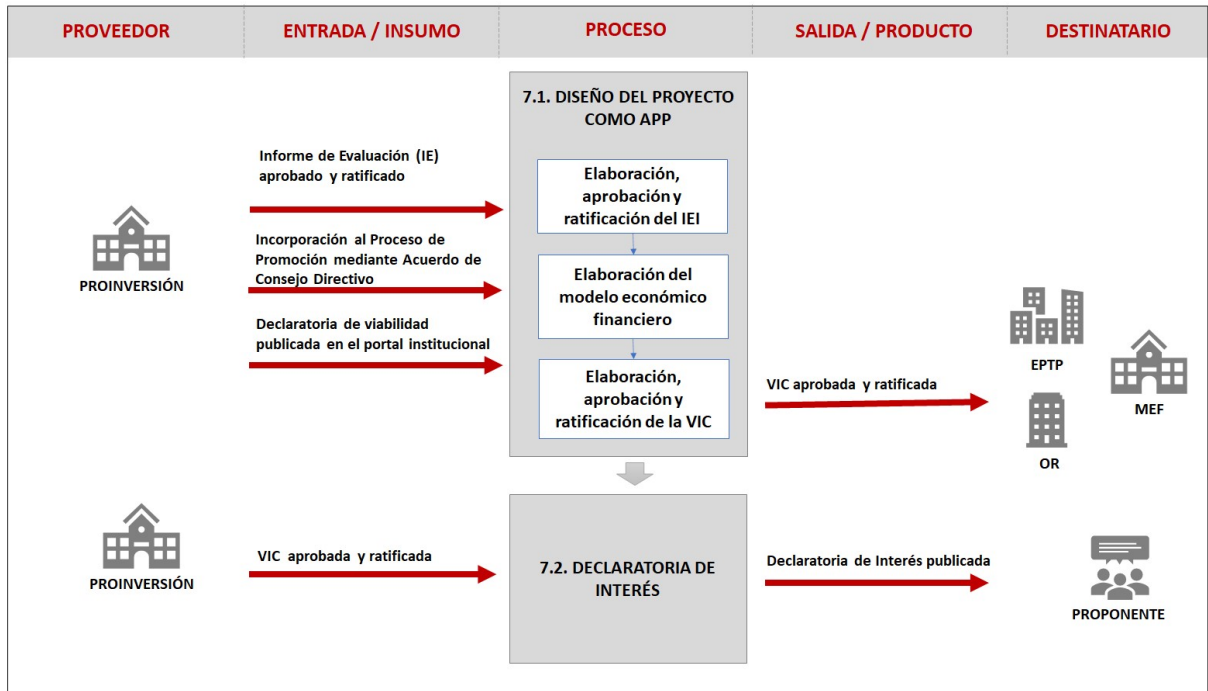 PROVEEDOR
ENTRADA / INSUMO
PROCESO
SALIDA / PRODUCTO
DESTINATARIO
7.1. DISEÑO DEL PROYECTO
COMO APP
Informe de Evaluación (IE)
aprobado y ratificado
Elaboración,
aprobación y
ratificación del IEI
PROINVERSIÓN
Incorporación al Proceso de
Promoción mediante Acuerdo de
Consejo Directivo
Elaboración del
modelo económico
financiero
Declaratoria de viabilidad
publicada en el portal institucional
Elaboración,
aprobación y
ratificación de la VIC
VIC aprobada y ratificada
EPTP
MEF
OR
PROINVERSIÓN
VIC aprobada y ratificada
7.2. DECLARATORIA DE
INTERÉS
Declaratoria de Interés publicada
PROPONENTE